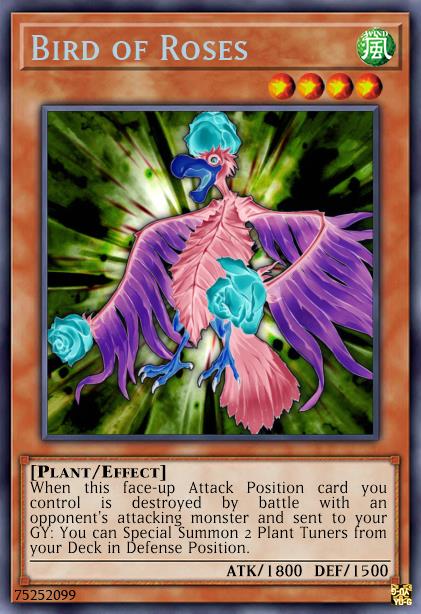 Bird of Roses
WIND
風
[Plant/Effect]
When this face-up Attack Position card you
control is destroyed by battle with an
opponent's attacking monster and sent to your
GY: You can Special Summon 2 Plant Tuners from
your Deck in Defense Position.
ATK/1800 DEF/1500
75252099